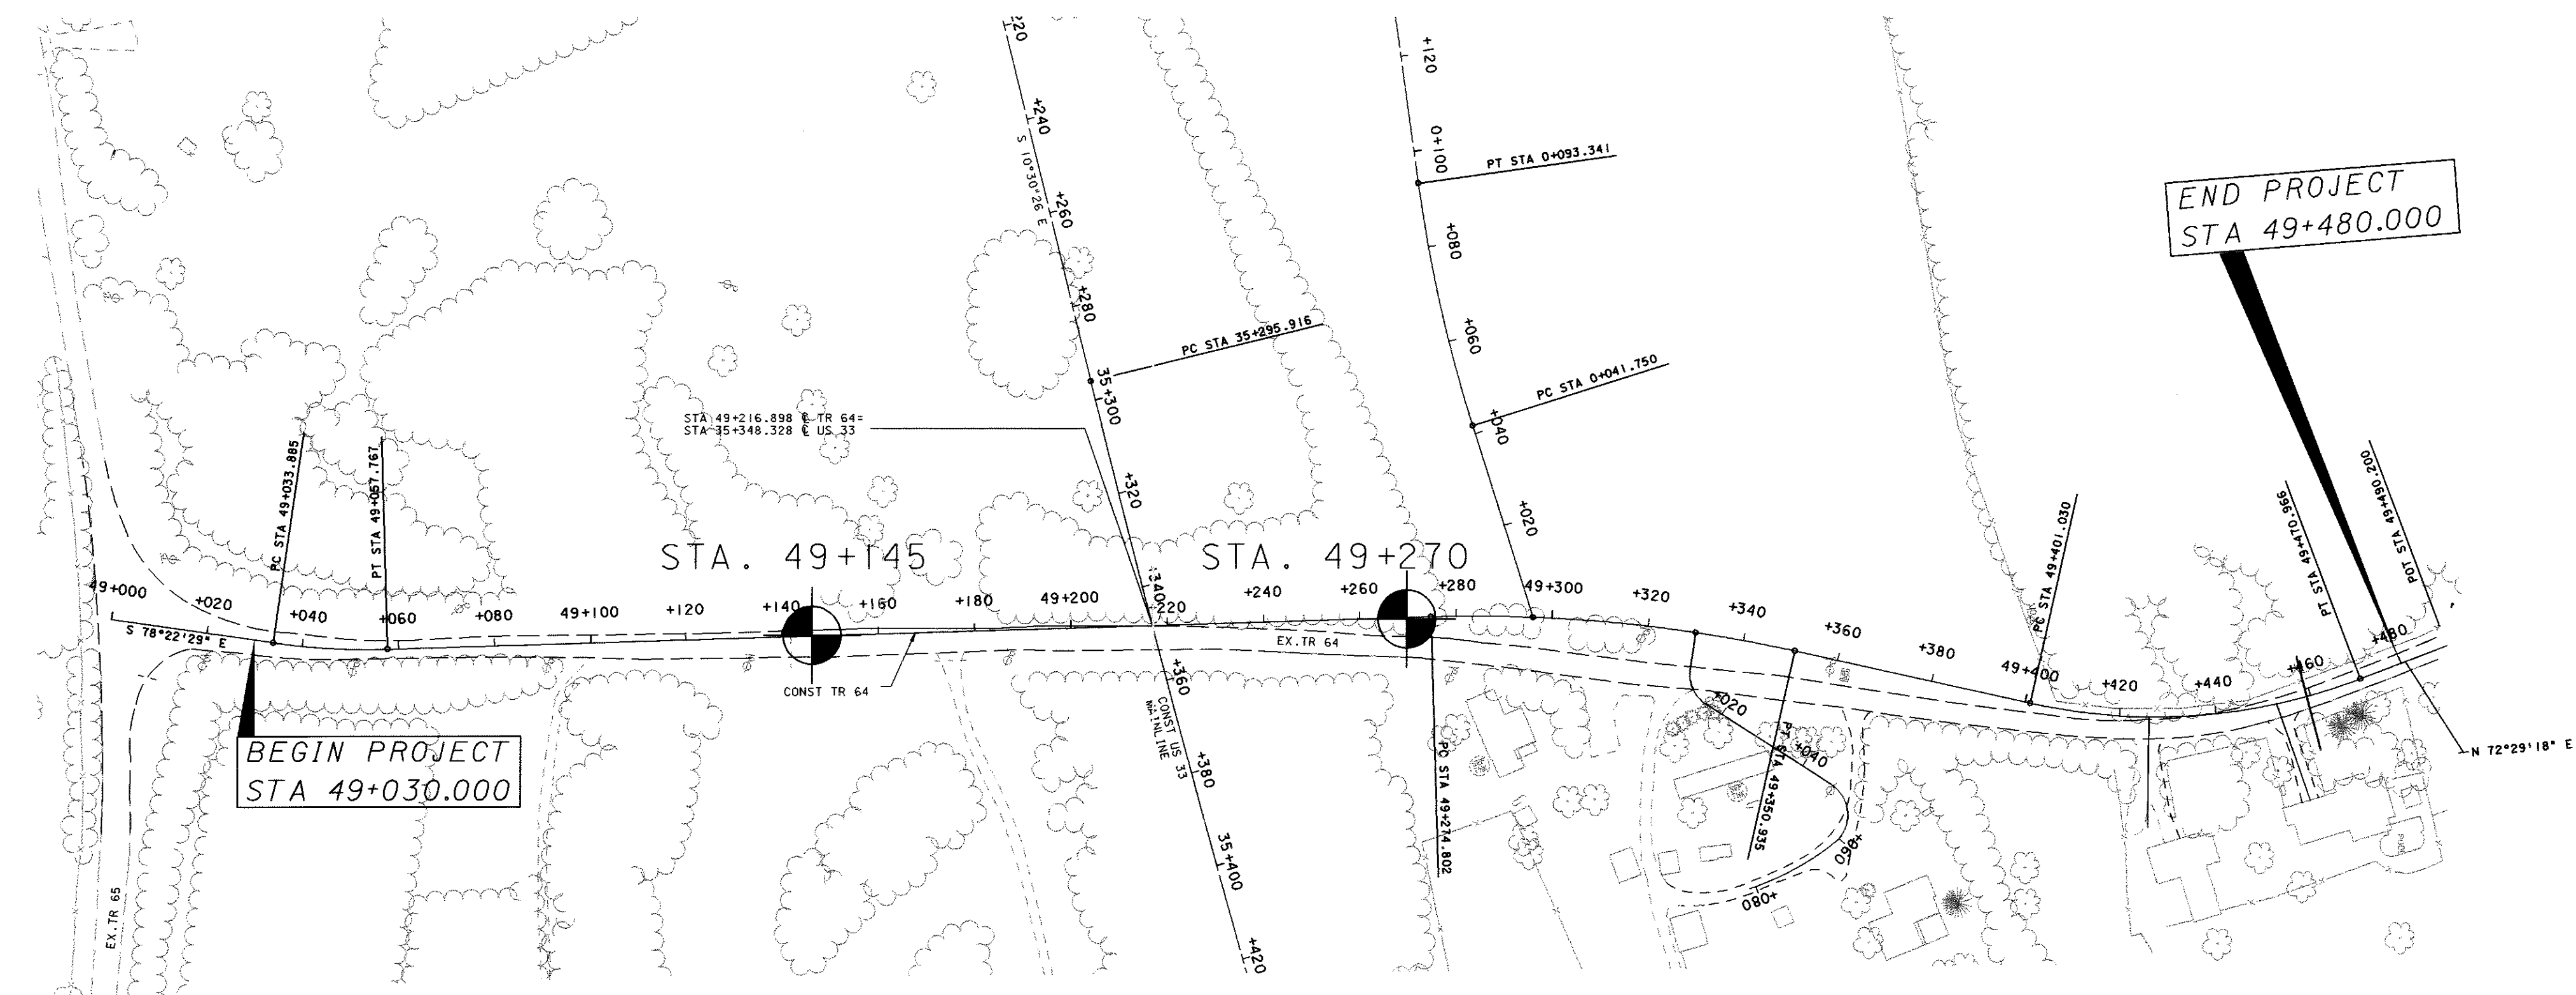 +220
+240
S 10°30'26 E
+260
+280
35+300
+320
+340
+360
CONST US 33
MAINLINE
+380
35+400
+420
PC STA 35+295.916
+120
0+100
PT STA 0+093.341
+080
+060
PC STA 0+041.750
+040
+020
END PROJECT
STA 49+480.000
STA 49+216.898 ℄ TR 64=
STA 35+348.328 ℄ US 33
PC STA 49+033.885
PT STA 49+057.767
STA. 49+145
STA. 49+270
PC STA 49+401.030
PT STA 49+470.966
POT STA 49+490.200
49+000
+020
+040
+060
+080
49+100
+120
+140
+160
+180
49+200
+220
+240
+260
+280
49+300
+320
+340
+360
+380
49+400
+420
+440
+460
+480
S 78°22'29" E
EX.TR 64
CONST TR 64
BEGIN PROJECT
STA 49+030.000
PC STA 49+274.802
PT STA 49+350.935
+020
+040
+060
+080
N 72°29'18" E
EX.TR 65